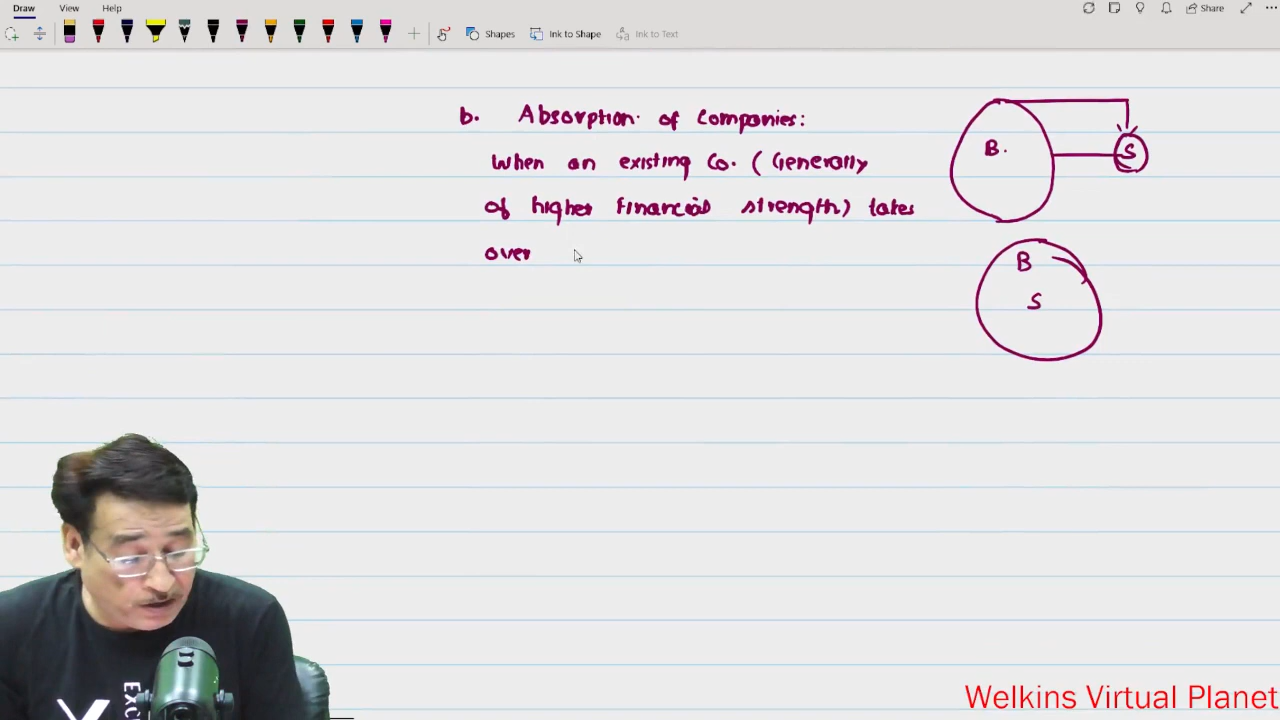 Draw View Help
Share
Shapes Ink to Shape Ink to Text
b. Absorption of Companies:
When an existing Co. (Generally
of higher financial strength) takes
over
B. S
B
S
EXC
Welkins Virtual Planet